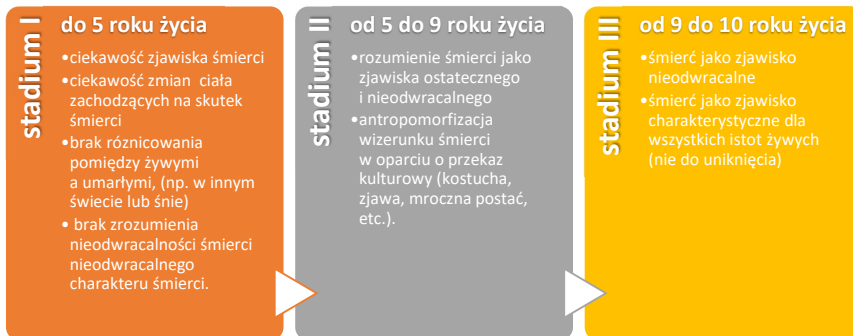 stadium I
do 5 roku życia
•ciekawość zjawiska śmierci
•ciekawość zmian ciała
zachodzących na skutek
śmierci
•brak róznicowania
pomiędzy żywymi
a umarłymi, (np. w innym
świecie lub śnie)
• brak zrozumienia
nieodwracalności śmierci
nieodwracalnego
charakteru śmierci.
stadium II
od 5 do 9 roku życia
•rozumienie śmierci jako
zjawiska ostatecznego
i nieodwracalnego
•antropomorfizacja
wizerunku śmierci
w oparciu o przekaz
kulturowy (kostucha,
zjawa, mroczna postać,
etc.).
stadium III
od 9 do 10 roku życia
•śmierć jako zjawisko
nieodwracalne
•śmierć jako zjawisko
charakterystyczne dla
wszystkich istot żywych
(nie do uniknięcia)